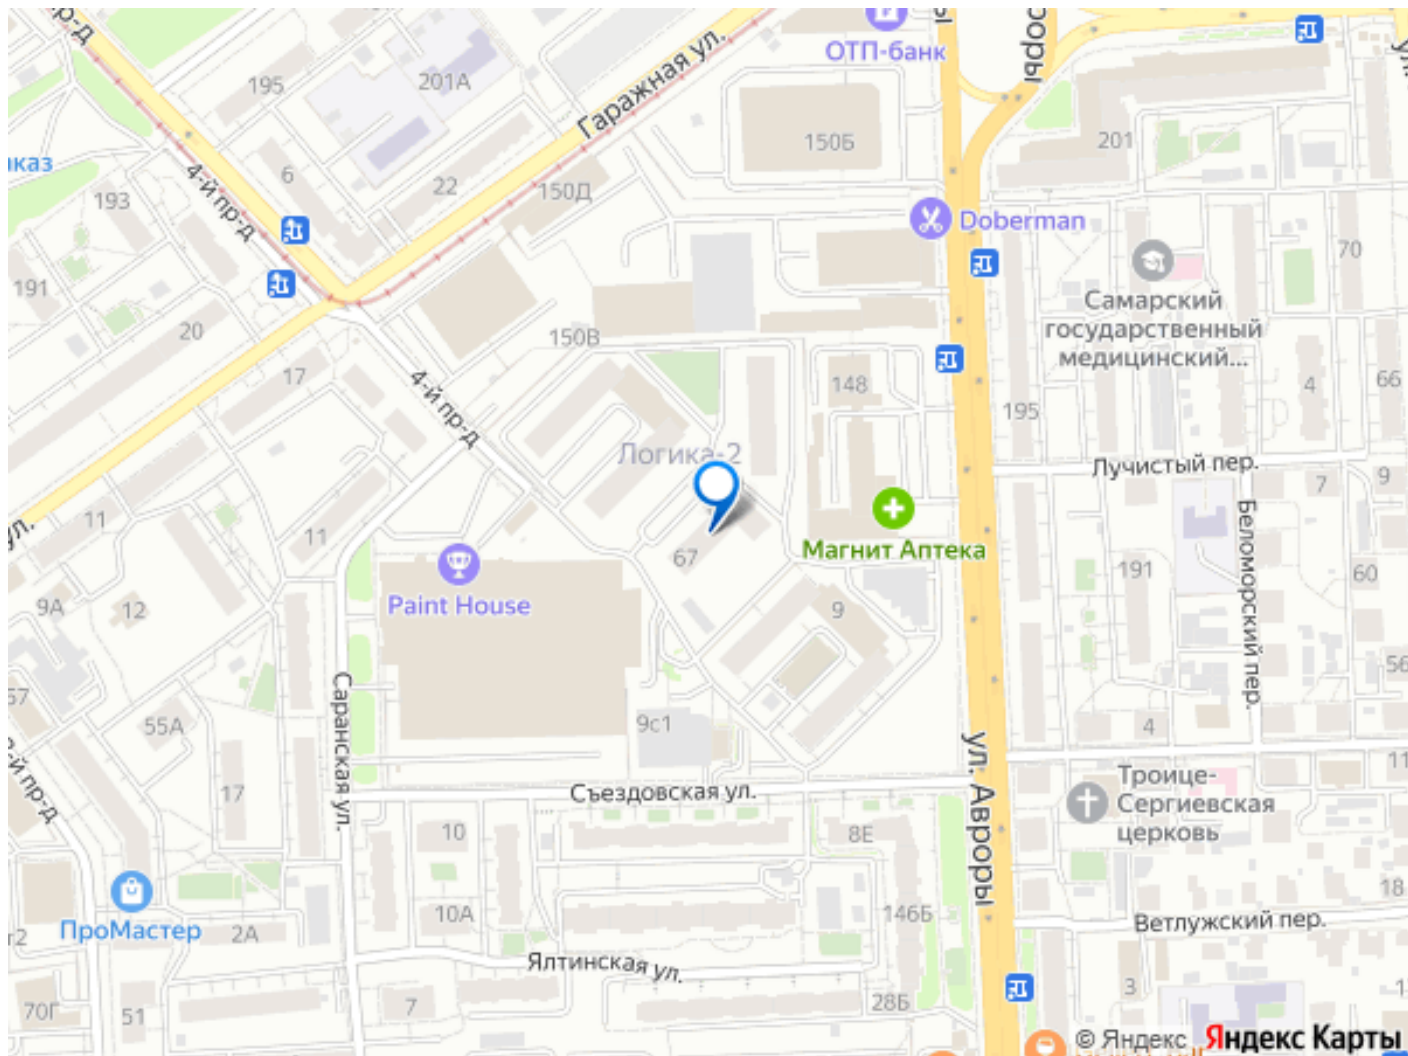 ОТП-банк
195
201А
Гаражная ул.
150Б
201
6
22
150Д
193
4-й пр-д
Doberman
70
191
Самарский
государственный
медицинский...
20
150В
17
4-й пр-д
148
4
66
195
Логика-2
Лучистый пер.
7
9
11
11
Магнит Аптека
67
191
60
Беломорский пер.
9А
12
Paint House
9
56
57
55А
Саранская ул.
9с1
4
ул. Авроры
17
Съездовская ул.
Троице-
Сергиевская
церковь
11
10
8Е
18
ПроМастер
2А
10А
146Б
Ветлужский пер.
Ялтинская ул.
70Г
51
7
28Б
3
© Яндекс Яндекс Карты